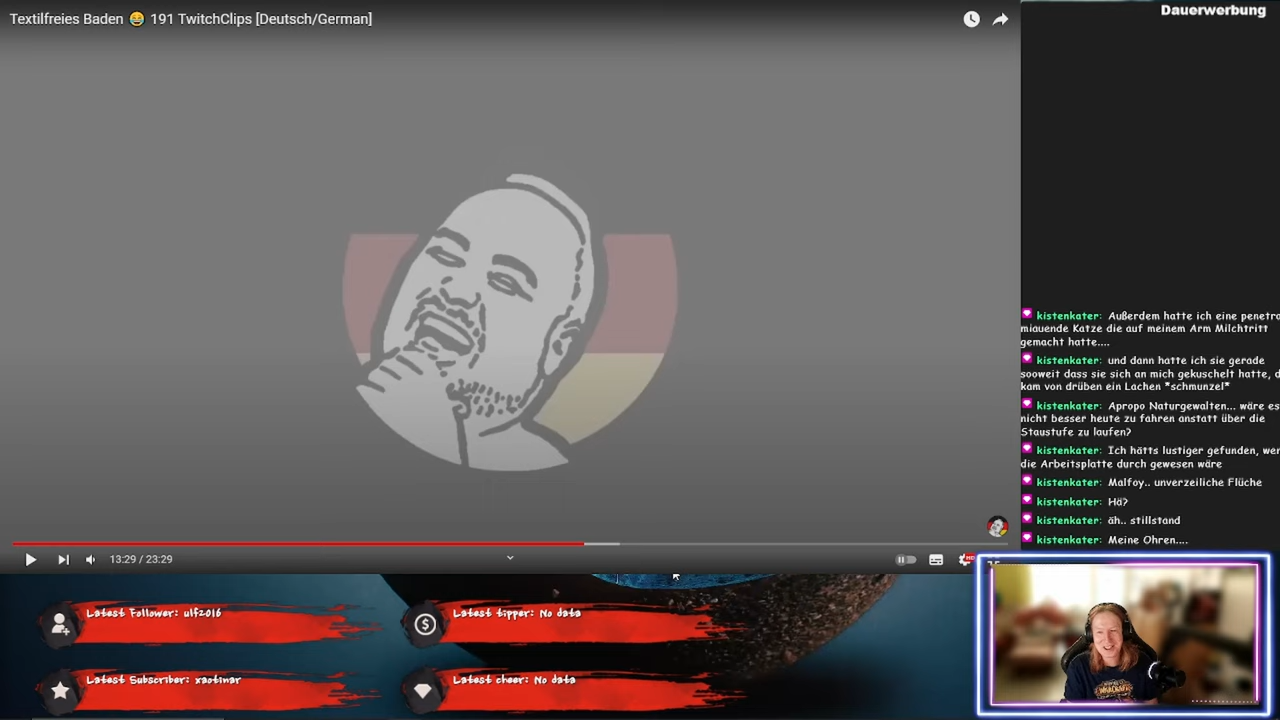 Textilfreies Baden 😂 191 TwitchClips [Deutsch/German]
Dauerwerbung
kistenkater: Außerdem hatte ich eine penetra
miauende Katze die auf meinem Arm Milchtritt
gemacht hatte....
kistenkater: und dann hatte ich sie gerade
sooweit dass sie sich an mich gekuschelt hatte, d
kam von drüben ein Lachen *schmunzel*
kistenkater: Apropo Naturgewalten... wäre es
nicht besser heute zu fahren anstatt über die
Staustufe zu laufen?
kistenkater: Ich hätts lustiger gefunden, wen
die Arbeitsplatte durch gewesen wäre
kistenkater: Malfoy.. unverzeiliche Flüche
kistenkater: Hä?
kistenkater: äh.. stillstand
kistenkater: Meine Ohren....
13:29 / 23:29
HD
Latest Follower: ulf2016
Latest tipper: No data
Latest Subscriber: xaotinar
Latest cheer: No data